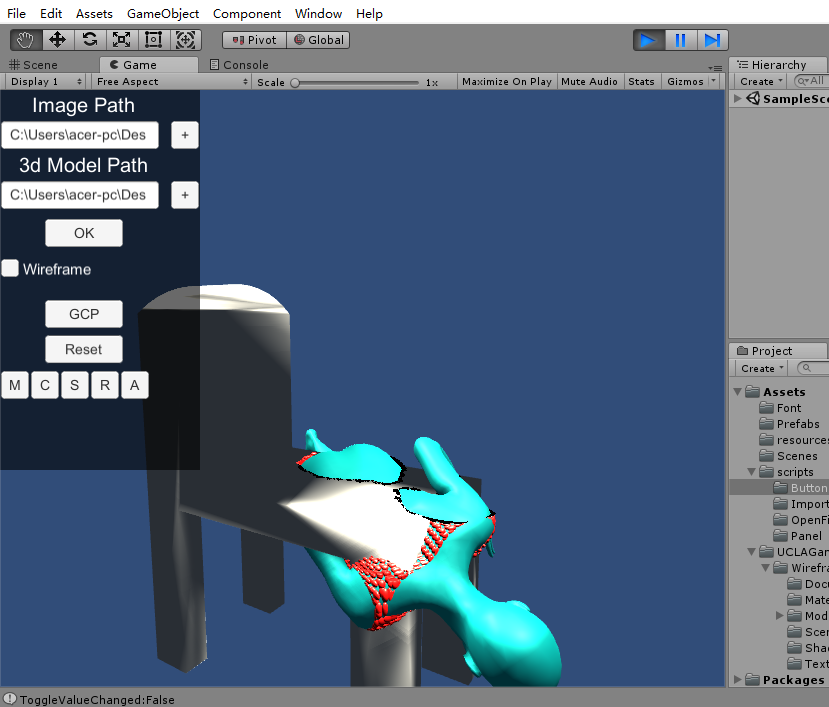 File Edit Assets GameObject Component Window Help
Pivot Global
Scene Game Console Hierarchy
Display 1 Free Aspect Scale 1x Maximize On Play Mute Audio Stats Gizmos Create All
Image Path
SampleSce
C:\Users\acer-pc\Des +
3d Model Path
C:\Users\acer-pc\Des +
OK
Wireframe
GCP
Reset
M C S R A
Project
Create
Assets
Font
Prefabs
resources
Scenes
scripts
Button
Import
OpenFi
Panel
UCLAGam
Wirefra
Docu
Mate
Mod
Scer
Sha
Text
Packages
ToggleValueChanged:False